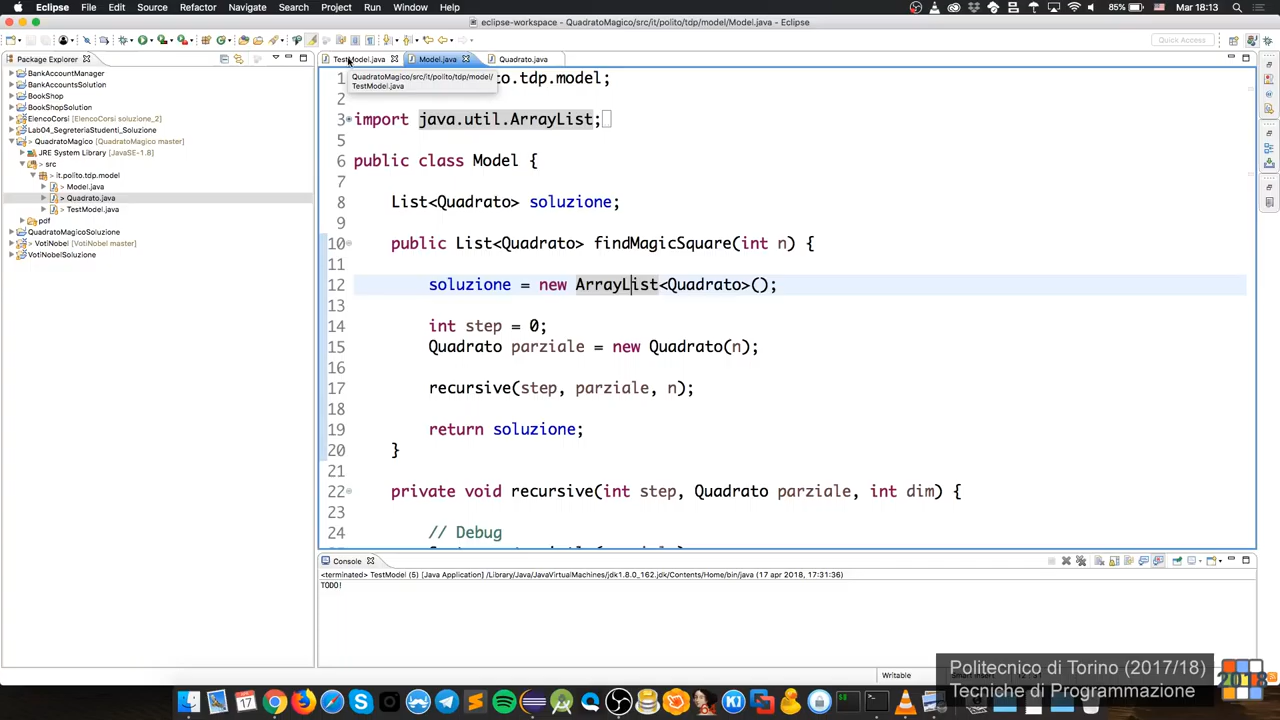 Eclipse File Edit Source Refactor Navigate Search Project Run Window Help
85% Mar 18:13
eclipse-workspace - QuadratoMagico/src/it/polito/tdp/model/Model.java - Eclipse
Quick Access
Package Explorer
TestModel.java Model.java Quadrato.java
QuadratoMagico/src/it/polito/tdp/model/
TestModel.java
BankAccountManager
BankAccountsSolution
BookShop
BookShopSolution
ElencoCorsi [ElencoCorsi soluzione_2]
Lab04_SegreteriaStudenti_Soluzione
> QuadratoMagico [QuadratoMagico master]
JRE System Library [JavaSE-1.8]
> src
> it.polito.tdp.model
> Model.java
> Quadrato.java
> TestModel.java
pdf
QuadratoMagicoSoluzione
> VotiNobel [VotiNobel master]
VotiNobelSoluzione
1 to.tdp.model;
2
3 import java.util.ArrayList;
5
6 public class Model {
7
8 List<Quadrato> soluzione;
9
10 public List<Quadrato> findMagicSquare(int n) {
11
12 soluzione = new ArrayList<Quadrato>();
13
14 int step = 0;
15 Quadrato parziale = new Quadrato(n);
16
17 recursive(step, parziale, n);
18
19 return soluzione;
20 }
21
22 private void recursive(int step, Quadrato parziale, int dim) {
23
24 // Debug
Console
<terminated> TestModel (5) [Java Application] /Library/Java/JavaVirtualMachines/jdk1.8.0_162.jdk/Contents/Home/bin/java (17 apr 2018, 17:31:36)
TODO!
Writable
Politecnico di Torino (2017/18)
Tecniche di Programmazione
2018